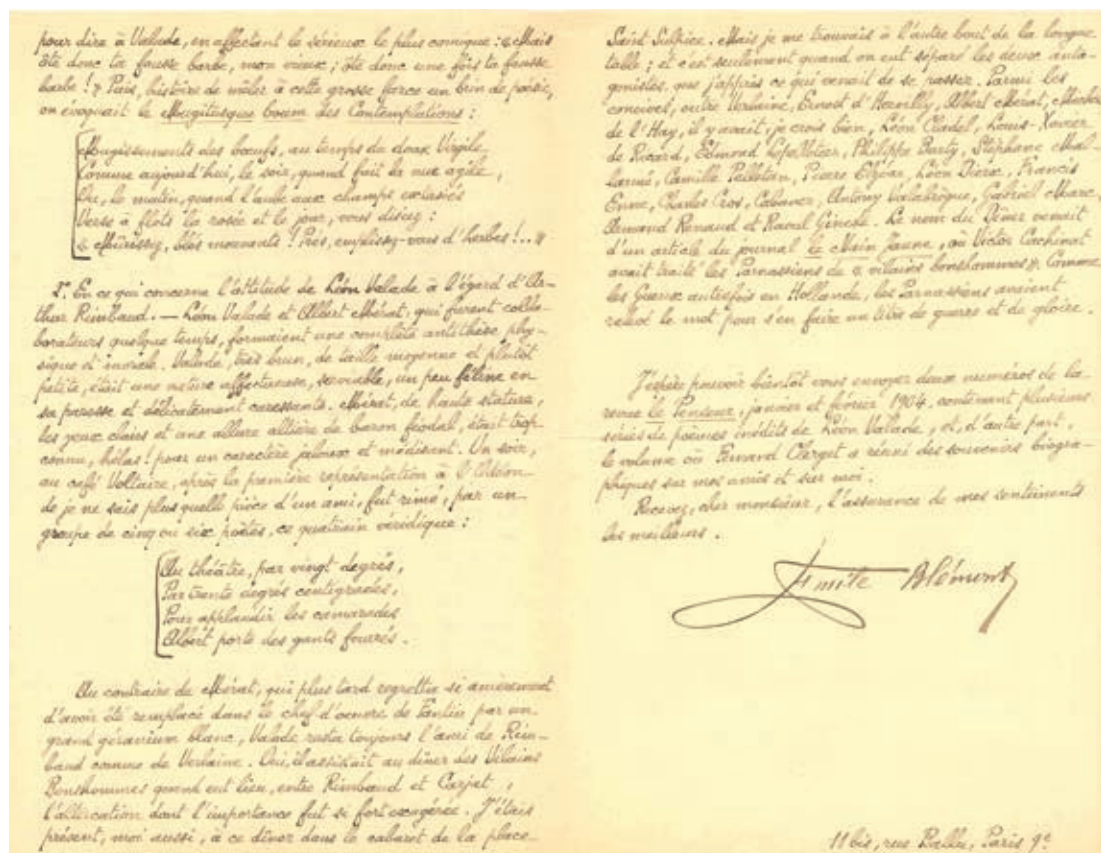 pour dire à Valade, en affectant le sérieux le plus comique : « Mais
ôte donc ta fausse barbe, mon vieux ; ôte donc une fois ta fausse
barbe ! » Puis, histoire de mêler à cette grosse farce un brin de poésie,
on évoquait le Mugitusque boum des Contemplations :
Mugissements des bœufs, au temps du doux Virgile
Comme aujourd'hui, le soir, quand fuit la nue agile,
Ou, le matin, quand l'aube aux champs extasiés
Verse à flots la rosée et le jour, vous disiez :
« Mûrissez, blés mouvants ! Prés, emplissez-vous d'herbes !.. »
2° En ce qui concerne l'attitude de Léon Valade à l'égard d'Ar-
thur Rimbaud. — Léon Valade et Albert Mérat, qui furent colla-
borateurs quelque temps, formaient une complète antithèse phy-
sique et morale. Valade, très brun, de taille moyenne et plutôt
petite, était une nature affectueuse, serviable, un peu féline en
sa paresse et délicatement caressante. Mérat, de haute stature,
les yeux clairs et une allure altière de baron féodal, était trop
connu, hélas ! pour un caractère jaloux et médisant. Un soir,
au café Voltaire, après la première représentation à l'Odéon
de je ne sais plus quelle pièce d'un ami, fut rimé, par un
groupe de cinq ou six poètes, ce quatrain véridique :
Au théâtre, par vingt degrés,
Par trente degrés centigrades,
Pour applaudir les camarades
Albert porte des gants fourrés.
Au contraire de Mérat, qui plus tard regretta si amèrement
d'avoir été remplacé dans le chef-d'œuvre de Fantin par un
grand géranium blanc, Valade resta toujours l'ami de Rim-
baud comme de Verlaine. Oui, il assistait au dîner des Vilains
Bonshommes quand eut lieu, entre Rimbaud et Carjat,
l'altercation dont l'importance fut si fort exagérée. J'étais
présent, moi aussi, à ce dîner dans le cabaret de la place
Saint Sulpice. Mais je me trouvais à l'autre bout de la longue
table ; et c'est seulement quand on eut séparé les deux anta-
gonistes, que j'appris ce qui venait de se passer. Parmi les
convives, outre Verlaine, Ernest d'Hervilly, Albert Mérat, Michel
de l'Hay, il y avait, je crois bien, Léon Cladel, Louis-Xavier
de Ricard, Edmond Lepelletier, Philippe Burty, Stéphane Mal-
larmé, Camille Pelletan, Pierre Elzéar, Léon Dierx, Francis
Enne, Charles Cros, Cabaner, Antony Valabrègue, Gabriel Marc,
Armand Renaud et Raoul Gineste. Le nom du Dîner venait
d'un article du journal le Nain Jaune, où Victor Cochinat
avait traité les Parnassiens de « vilains bonshommes ». Comme
les Gueux autrefois en Hollande, les Parnassiens avaient
relevé le mot pour s'en faire un titre de guerre et de gloire.
J'espère pouvoir bientôt vous envoyer deux numéros de la
revue le Penseur, janvier et février 1904, contenant plusieurs
séries de poèmes inédits de Léon Valade, et, d'autre part,
le volume où Fernand Clerget a réuni des souvenirs biogra-
phiques sur mes amis et sur moi.
Recevez, cher monsieur, l'assurance de mes sentiments
les meilleurs.
Emile Blémont
11 bis, rue Ballu, Paris 9e